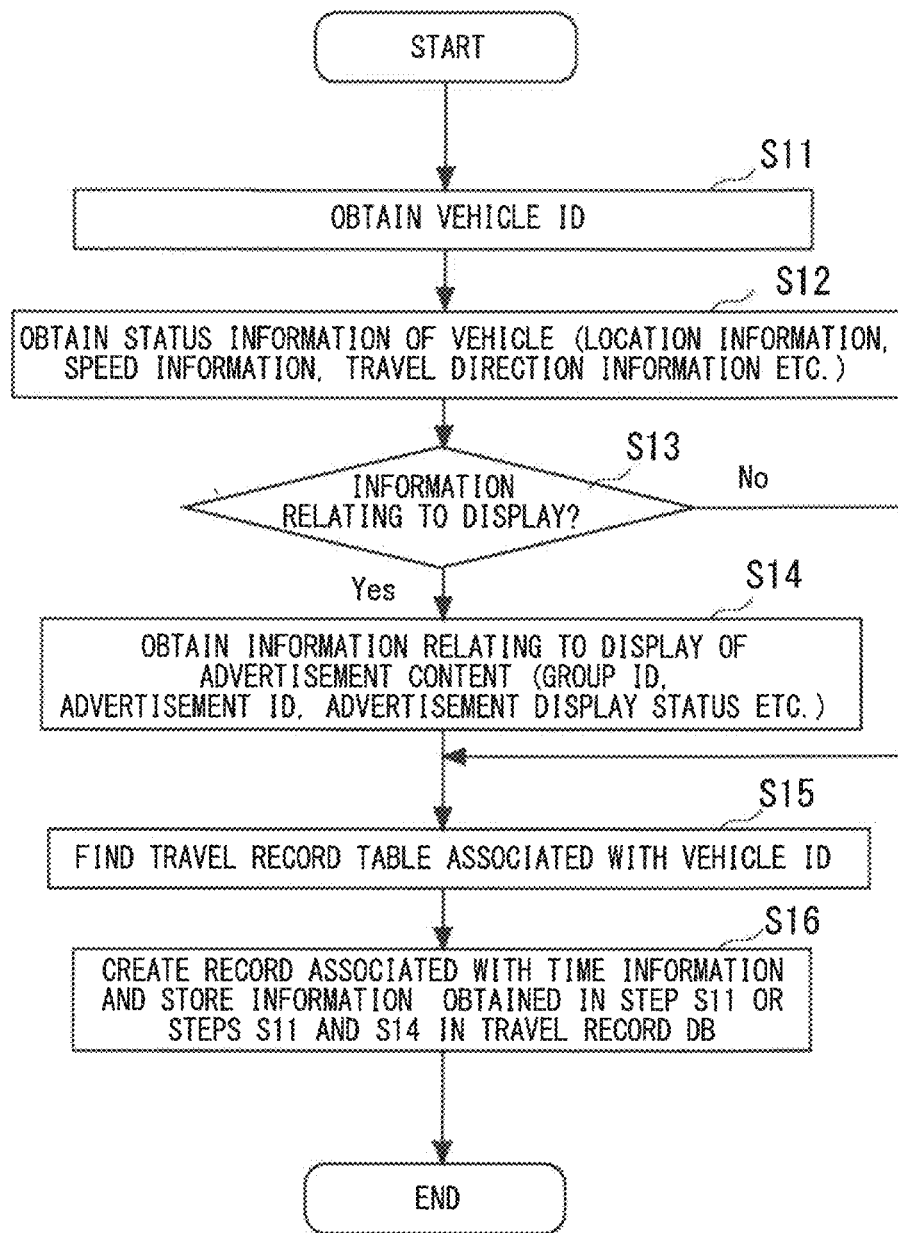 START
S11
OBTAIN VEHICLE ID
S12
OBTAIN STATUS INFORMATION OF VEHICLE (LOCATION INFORMATION,
SPEED INFORMATION, TRAVEL DIRECTION INFORMATION ETC.)
S13
INFORMATION
RELATING TO DISPLAY?
No
Yes
S14
OBTAIN INFORMATION RELATING TO DISPLAY OF
ADVERTISEMENT CONTENT (GROUP ID,
ADVERTISEMENT ID, ADVERTISEMENT DISPLAY STATUS ETC.)
S15
FIND TRAVEL RECORD TABLE ASSOCIATED WITH VEHICLE ID
S16
CREATE RECORD ASSOCIATED WITH TIME INFORMATION
AND STORE INFORMATION OBTAINED IN STEP S11 OR
STEPS S11 AND S14 IN TRAVEL RECORD DB
END